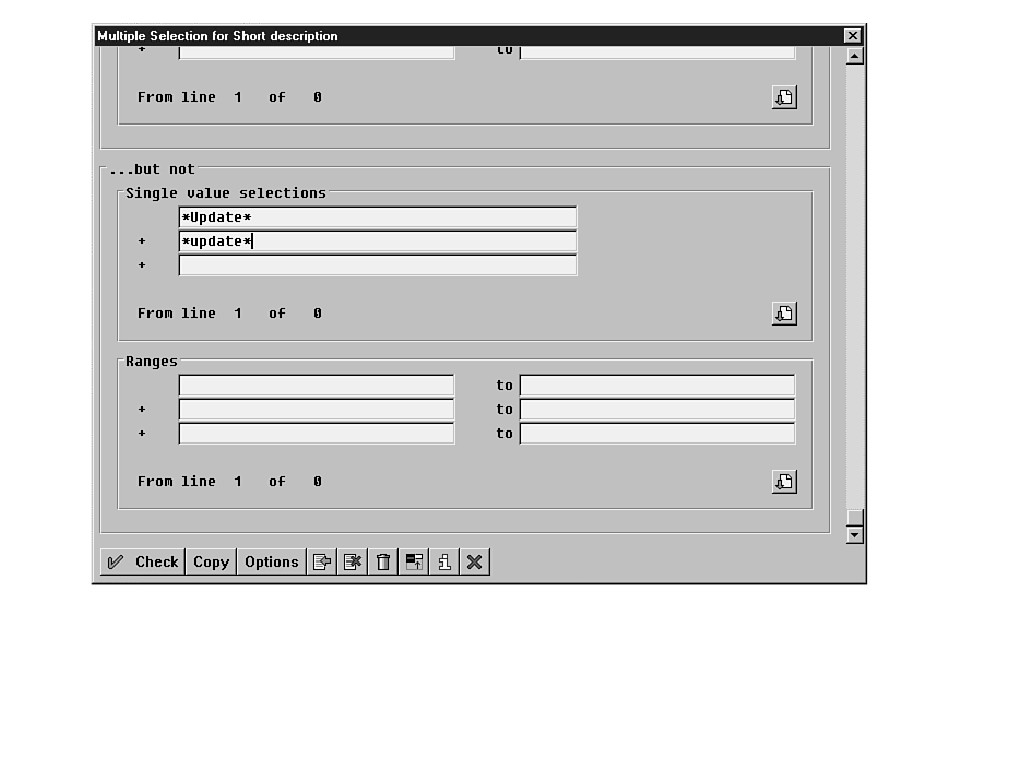 Multiple Selection for Short description
+ to
From line 1 of 0
...but not
Single value selections
*Update*
+ *update*
+
From line 1 of 0
Ranges
to
+ to
+ to
From line 1 of 0
Check Copy Options